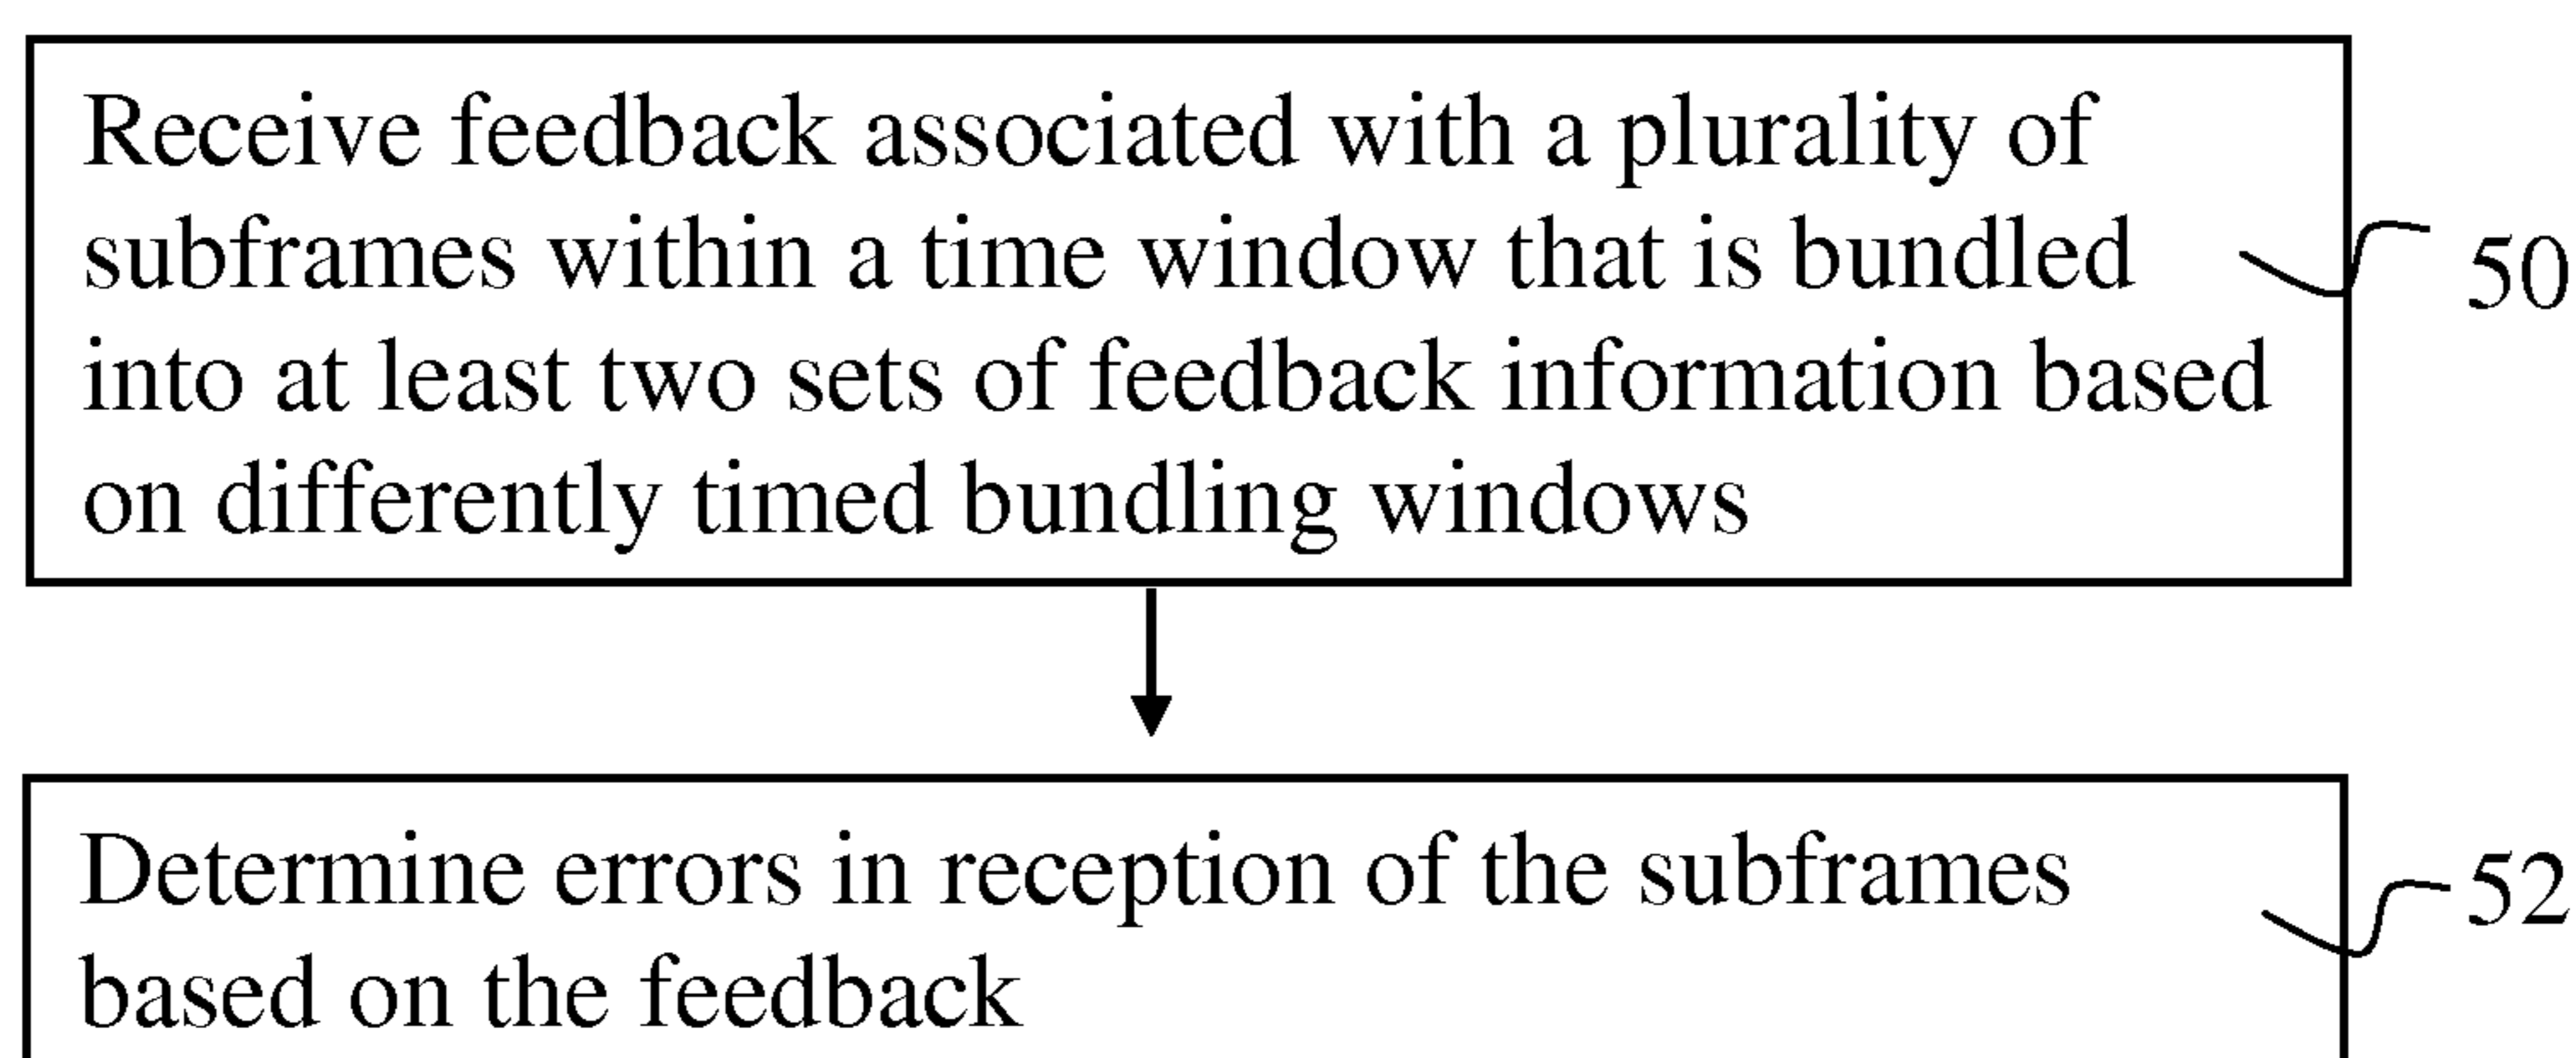 Receive feedback associated with a plurality of
subframes within a time window that is bundled
50
into at least two sets of feedback information based
on differently timed bundling windows
Determine errors in reception of the subframes
52
based on the feedback